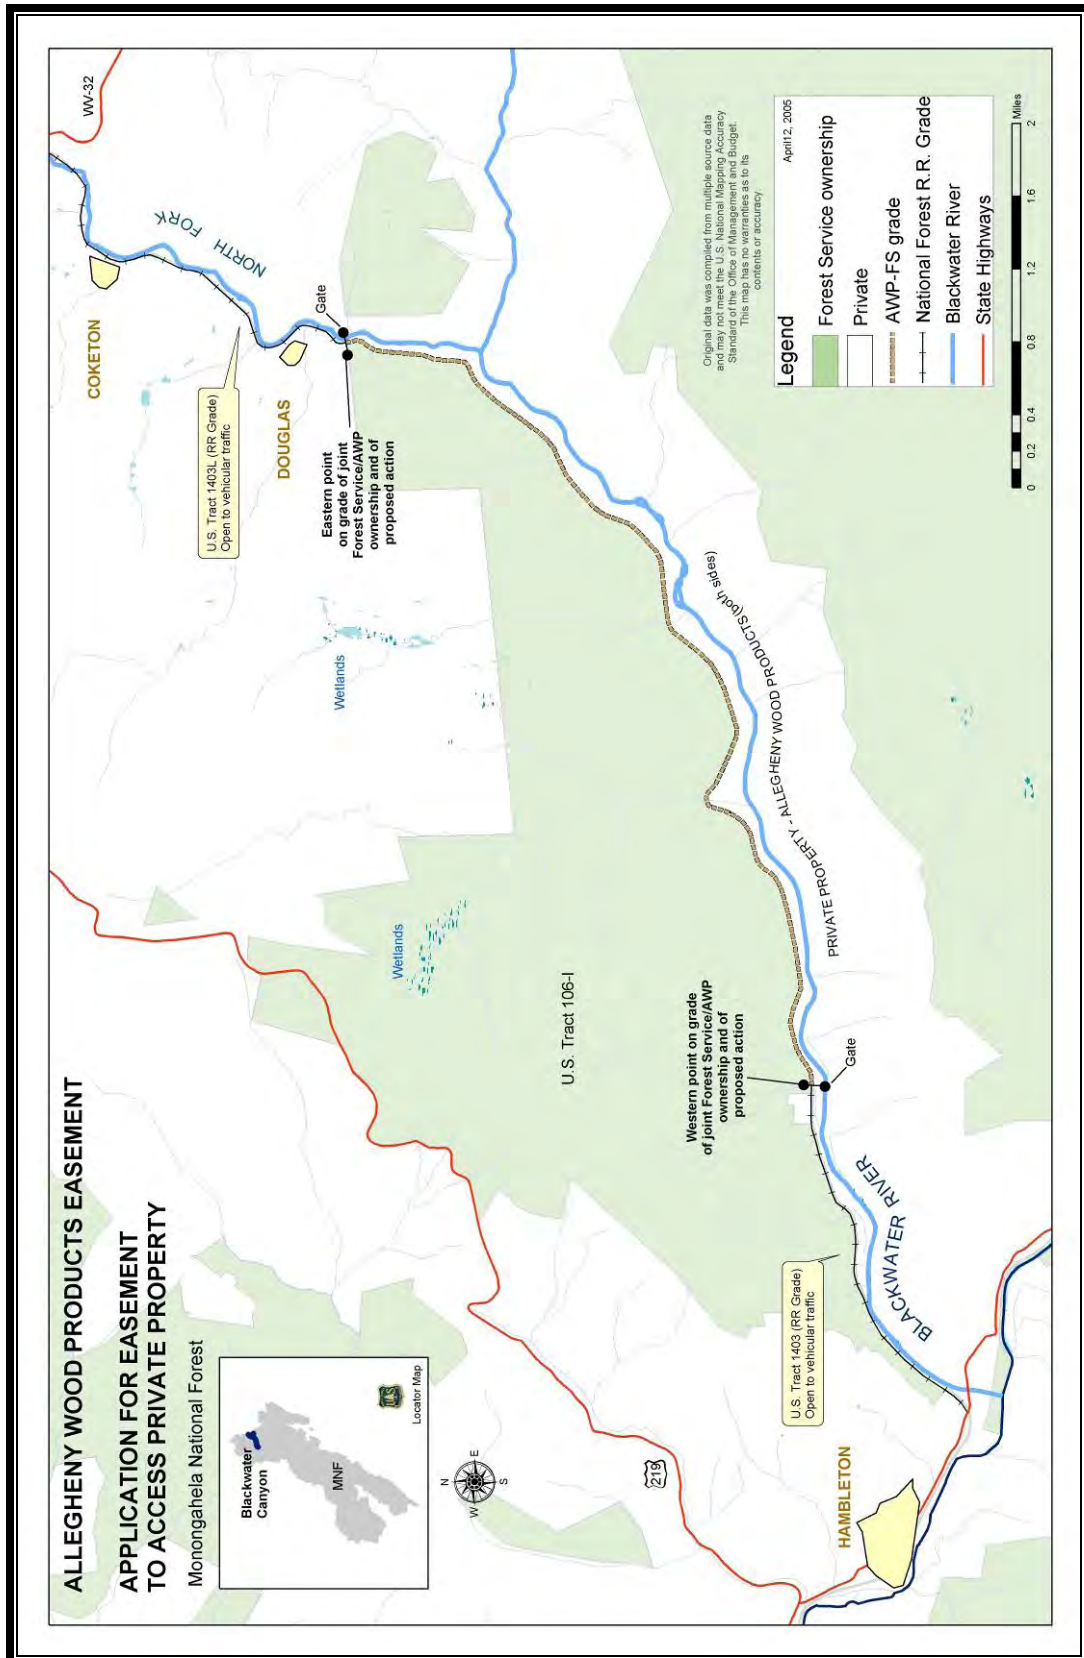 ALLEGHENY WOOD PRODUCTS EASEMENT
APPLICATION FOR EASEMENT
TO ACCESS PRIVATE PROPERTY
Monongahela National Forest
Blackwater
Canyon
MNF
Locator Map
N
E
S
W
219
HAMBLETON
U.S. Tract 1403 (RR Grade)
Open to vehicular traffic
BLACKWATER RIVER
Western point on grade
of joint Forest Service/AWP
ownership and of
proposed action
Gate
U.S. Tract 106-I
Wetlands
Wetlands
PRIVATE PROPERTY - ALLEGHENY WOOD PRODUCTS (both sides)
Eastern point
on grade of joint
Forest Service/AWP
ownership and of
proposed action
Gate
DOUGLAS
U.S. Tract 1403L (RR Grade)
Open to vehicular traffic
COKETON
NORTH FORK
WV-32
Original data was compiled from multiple source data
and may not meet the U.S. National Mapping Accuracy
Standard of the Office of Management and Budget.
This map has no warranties as to its
contents or accuracy.
Legend
April12, 2005
Forest Service ownership
Private
AWP-FS grade
National Forest R.R. Grade
Blackwater River
State Highways
0 0.2 0.4 0.8 1.2 1.6 2
Miles